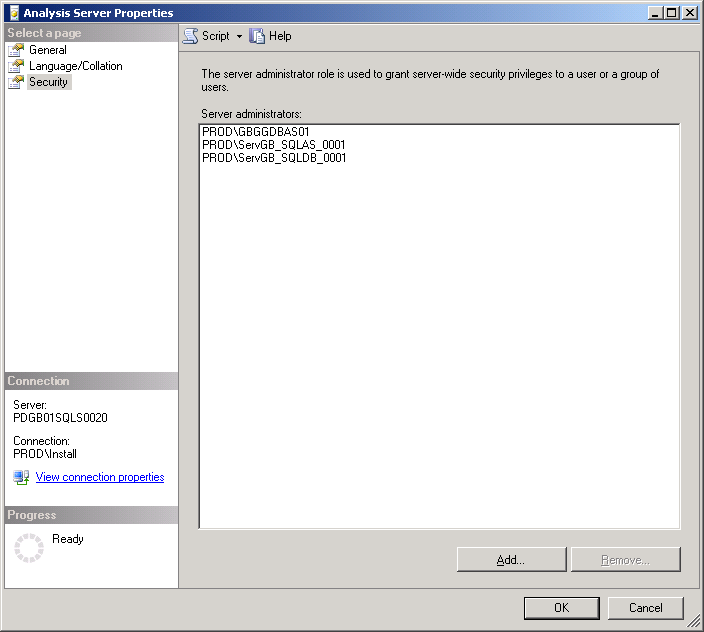 Analysis Server Properties
Select a page
General
Language/Collation
Security
Script
Help
The server administrator role is used to grant server-wide security privileges to a user or a group of
users.
Server administrators:
PROD\GBGGDBAS01
PROD\ServGB_SQLAS_0001
PROD\ServGB_SQLDB_0001
Connection
Server:
PDGB01SQLS0020
Connection:
PROD\Install
View connection properties
Progress
Ready
Add...
Remove...
OK
Cancel